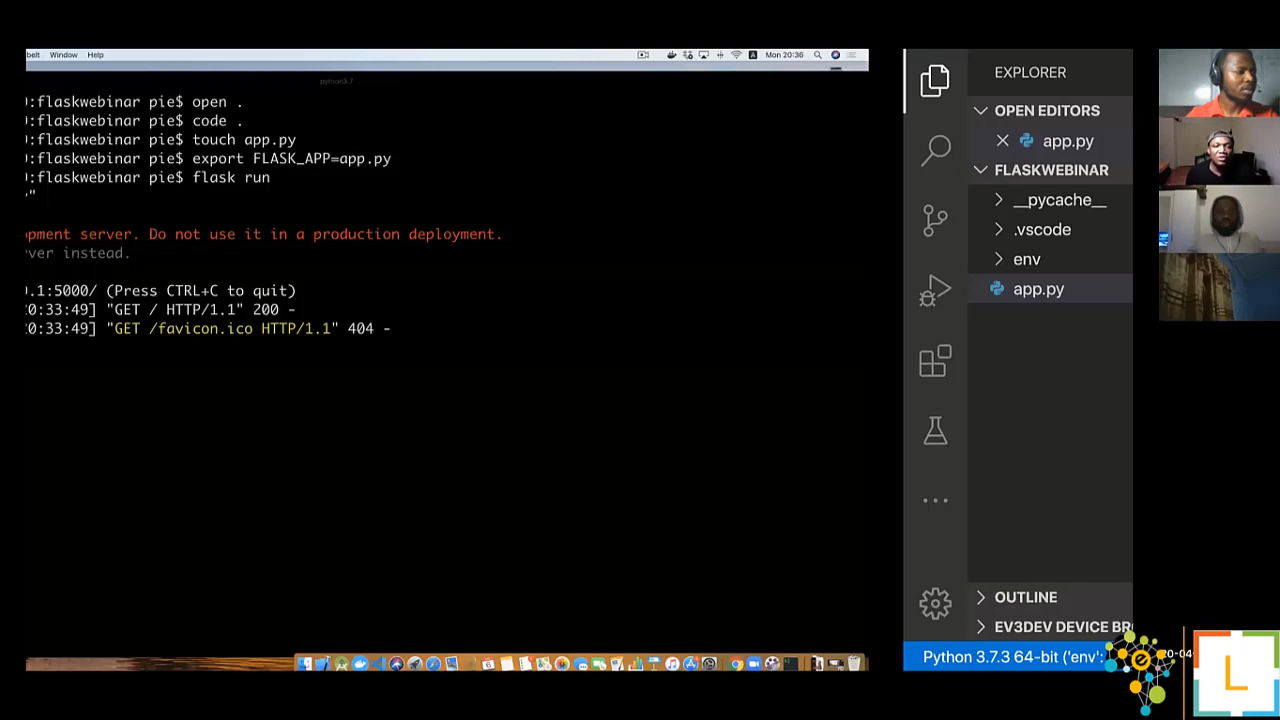 belt Window Help
Mon 20:36
python3.7
:flaskwebinar pie$ open .
:flaskwebinar pie$ code .
:flaskwebinar pie$ touch app.py
:flaskwebinar pie$ export FLASK_APP=app.py
:flaskwebinar pie$ flask run
"
opment server. Do not use it in a production deployment.
ver instead.
.1:5000/ (Press CTRL+C to quit)
0:33:49] "GET / HTTP/1.1" 200 -
0:33:49] "GET /favicon.ico HTTP/1.1" 404 -
EXPLORER
OPEN EDITORS
app.py
FLASKWEBINAR
__pycache__
.vscode
env
app.py
OUTLINE
EV3DEV DEVICE BR
Python 3.7.3 64-bit ('env':
L